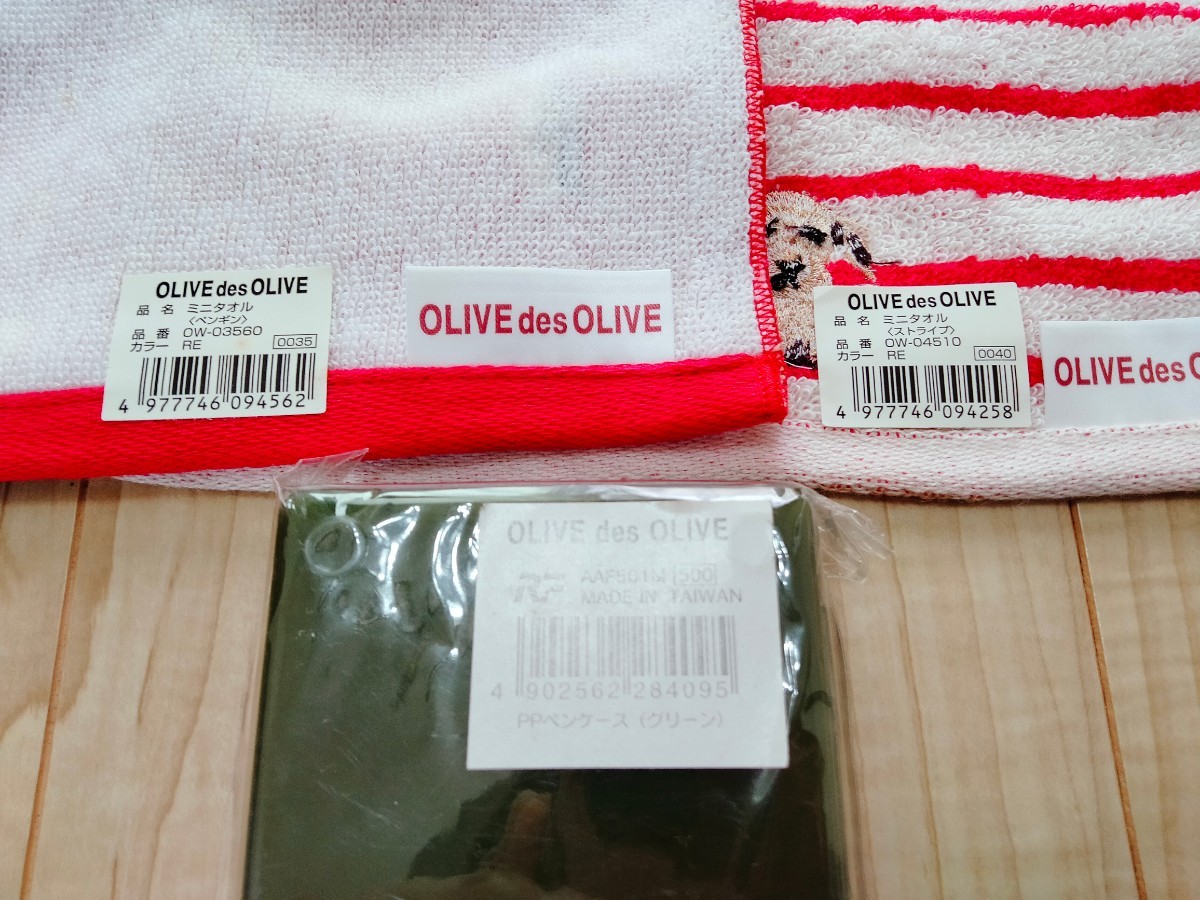 OLIVE des OLIVE
品 名 ミニタオル
〈ペンギン〉
品 番 OW-03560
カラー RE 0035
4 977746 094562
OLIVE des OLIVE
OLIVE des OLIVE
品 名 ミニタオル
〈ストライプ〉
品 番 OW-04510
カラー RE 0040
4 977746 094258
OLIVE des O
OLIVE des OLIVE
AAF501M 500
MADE IN TAIWAN
4 902562 284095
PPペンケース（グリーン）